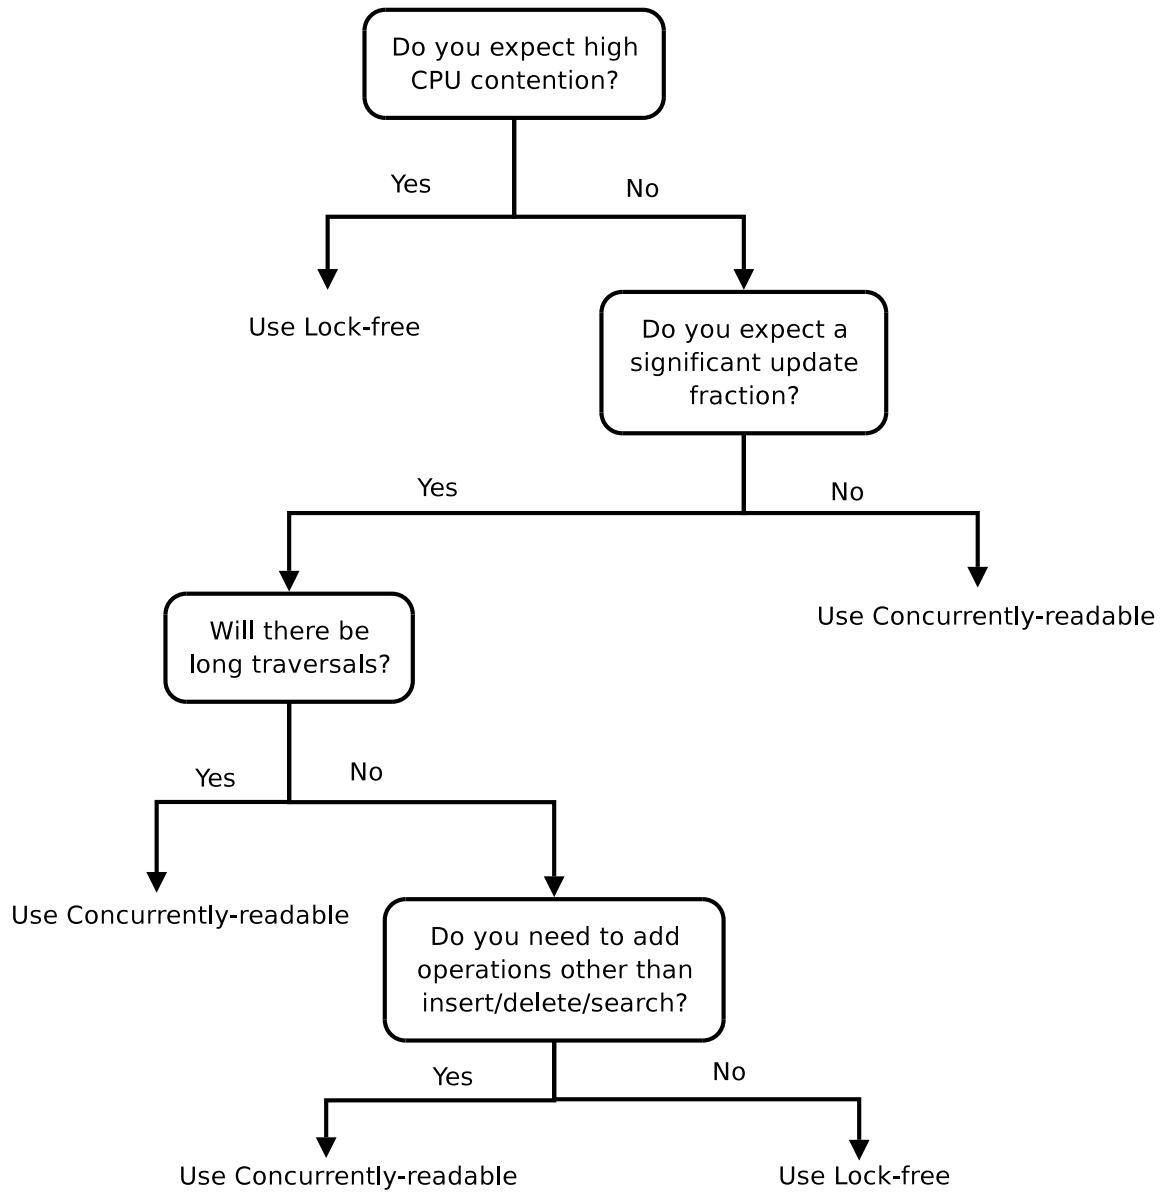 Do you expect high
CPU contention?
Yes
No
Use Lock-free
Do you expect a
significant update
fraction?
Yes
No
Use Concurrently-readable
Will there be
long traversals?
Yes
No
Use Concurrently-readable
Do you need to add
operations other than
insert/delete/search?
Yes
No
Use Concurrently-readable
Use Lock-free